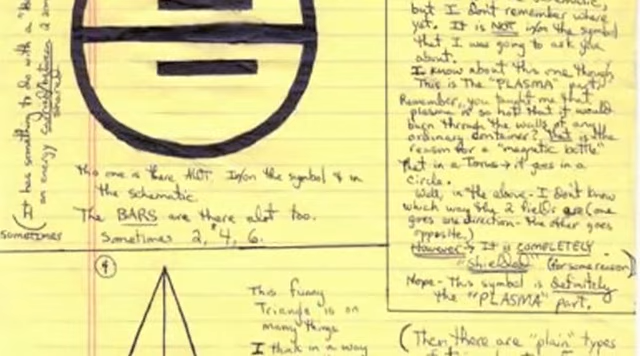 It has something to do with a "
on an energy
but I don't remember where
yet. It is NOT in/on the symbol
that I was going to ask you
about.
I know about this one though.
This is the "PLASMA" part.
Remember, you taught me that
plasma is so hot that it would
burn through the walls of any
ordinary container? That is the
reason for a "magnetic bottle"
that in a Torus → it goes in a
circle.
Well, in the above - I don't know
which way the 2 fields are (one
goes one direction - the other goes
opposite.)
However → It is COMPLETELY
"Shielded" (for some reason)
Nope - This symbol is definitely
the "PLASMA" part.
This one is there ALOT. In/on the symbol & in
the schematic.
The BARS are there alot too.
Sometimes 2, 4, 6.
sometimes
4
This funny
Triangle is on
many things
I think in a way
(Then there are "plain" types